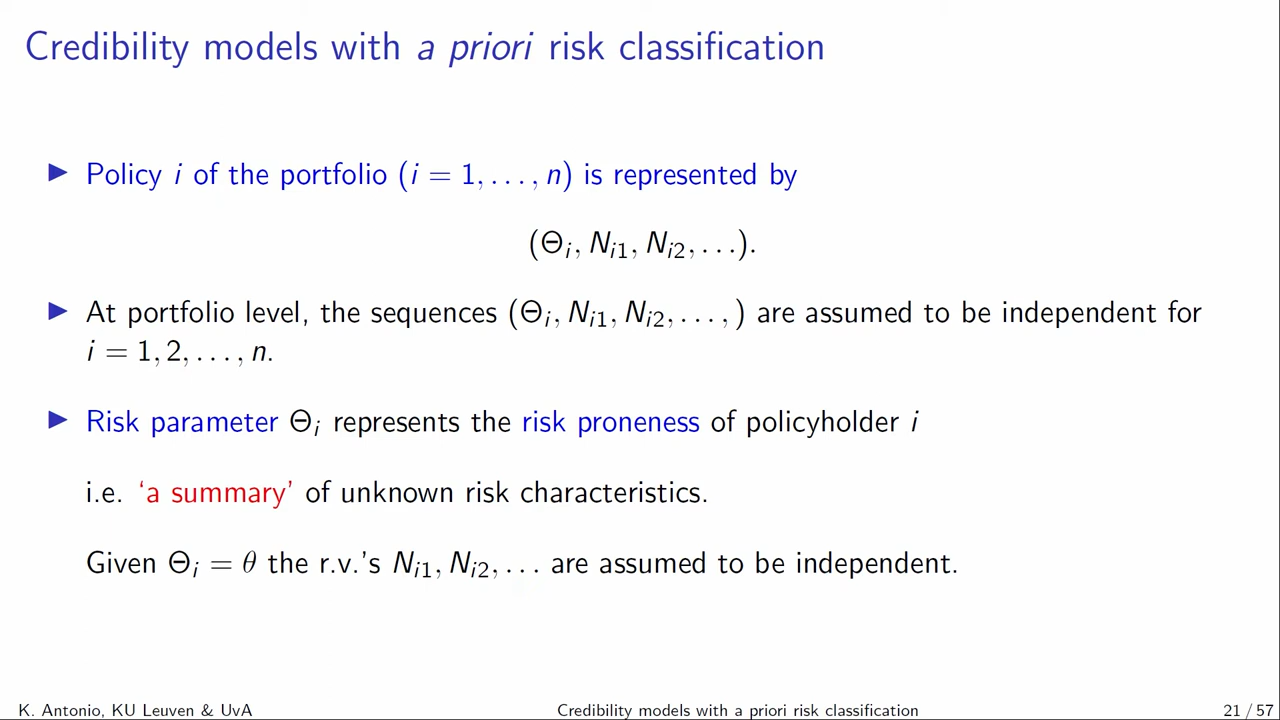 Credibility models with a priori risk classification
▶ Policy i of the portfolio (i = 1, . . . , n) is represented by
(Θi, Ni1, Ni2, . . .).
▶ At portfolio level, the sequences (Θi, Ni1, Ni2, . . . , ) are assumed to be independent for
i = 1, 2, . . . , n.
▶ Risk parameter Θi represents the risk proneness of policyholder i
i.e. ‘a summary’ of unknown risk characteristics.
Given Θi = θ the r.v.'s Ni1, Ni2, . . . are assumed to be independent.
K. Antonio, KU Leuven & UvA Credibility models with a priori risk classification 21 / 57